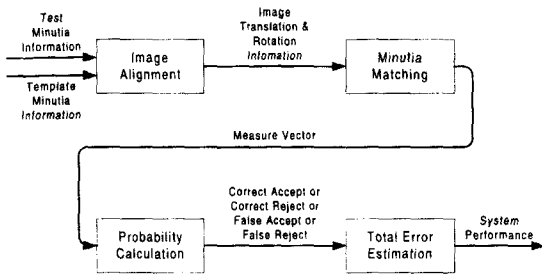 Test
Minutia
Information
Template
Minutia
Information
Image
Alignment
Image
Translation &
Rotation
Infomation
Minutia
Matching
Measure Vector
Probability
Calculation
Correct Accept or
Correct Reject or
False Accept or
False Reject
Total Error
Estimation
System
Performance